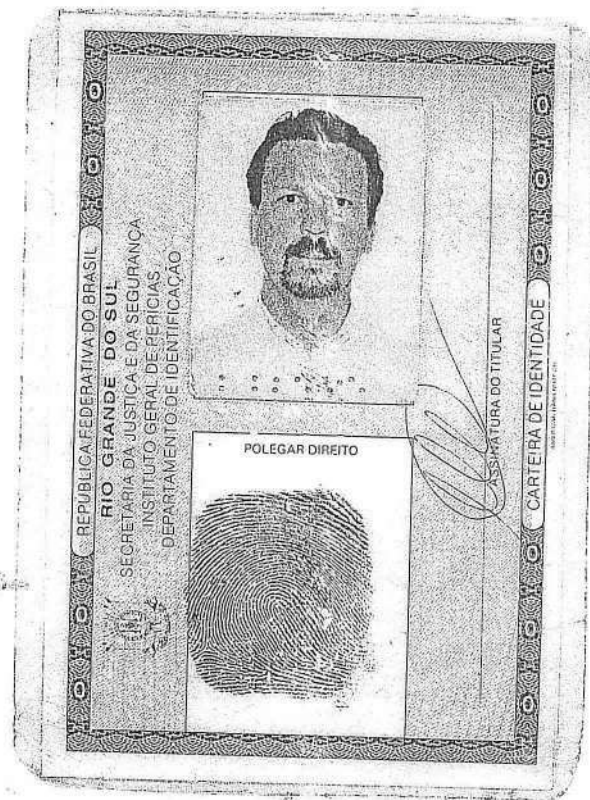 REPÚBLICA FEDERATIVA DO BRASIL
RIO GRANDE DO SUL
SECRETARIA DA JUSTIÇA E DA SEGURANÇA
INSTITUTO GERAL DE PERÍCIAS
DEPARTAMENTO DE IDENTIFICAÇÃO
POLEGAR DIREITO
ASSINATURA DO TITULAR
CARTEIRA DE IDENTIDADE